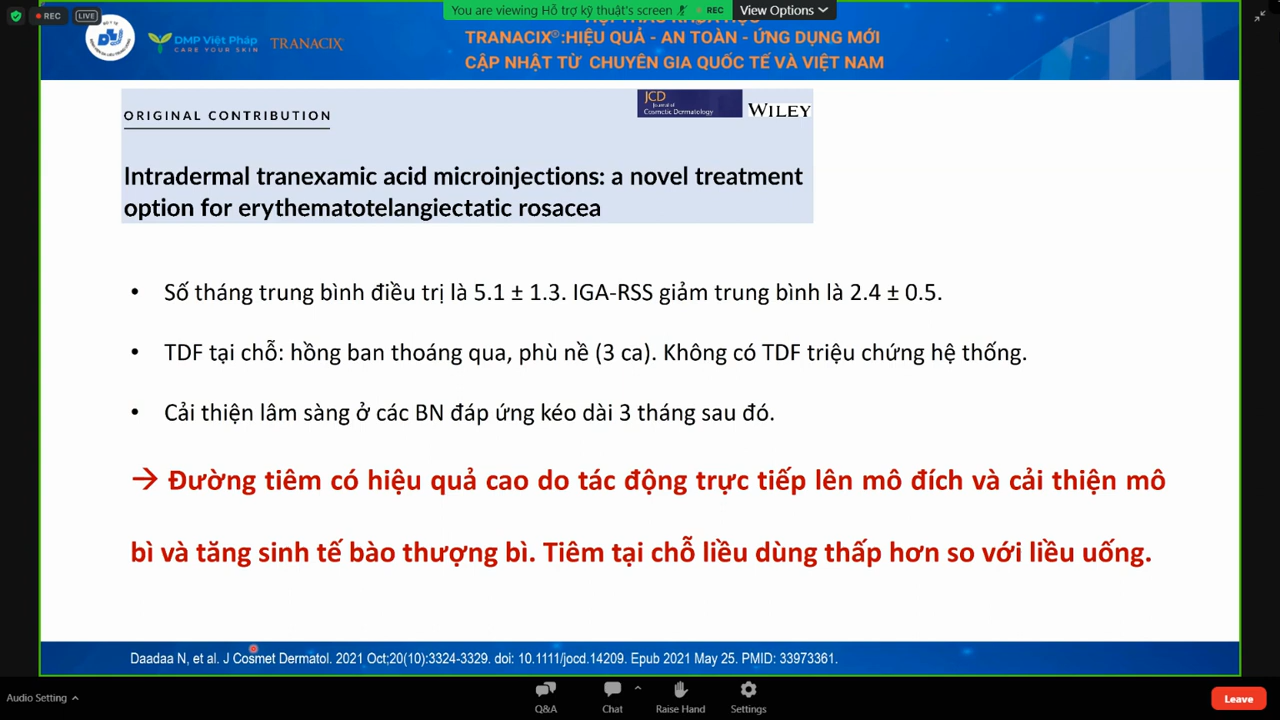 REC
LIVE
You are viewing Hỗ trợ kỹ thuật's screen
REC
View Options
HỘI THẢO KHOA HỌC
DMP Việt Pháp
CARE YOUR SKIN
TRANACIX
TRANACIX®:HIỆU QUẢ - AN TOÀN - ỨNG DỤNG MỚI
CẬP NHẬT TỪ CHUYÊN GIA QUỐC TẾ VÀ VIỆT NAM
ORIGINAL CONTRIBUTION
JCD
Journal of
Cosmetic Dermatology
WILEY
Intradermal tranexamic acid microinjections: a novel treatment
option for erythematotelangiectatic rosacea
• Số tháng trung bình điều trị là 5.1 ± 1.3. IGA-RSS giảm trung bình là 2.4 ± 0.5.
• TDF tại chỗ: hồng ban thoáng qua, phù nề (3 ca). Không có TDF triệu chứng hệ thống.
• Cải thiện lâm sàng ở các BN đáp ứng kéo dài 3 tháng sau đó.
→ Đường tiêm có hiệu quả cao do tác động trực tiếp lên mô đích và cải thiện mô
bì và tăng sinh tế bào thượng bì. Tiêm tại chỗ liều dùng thấp hơn so với liều uống.
Daadaa N, et al. J Cosmet Dermatol. 2021 Oct;20(10):3324-3329. doi: 10.1111/jocd.14209. Epub 2021 May 25. PMID: 33973361.
Audio Setting
Q&A
Chat
Raise Hand
Settings
Leave